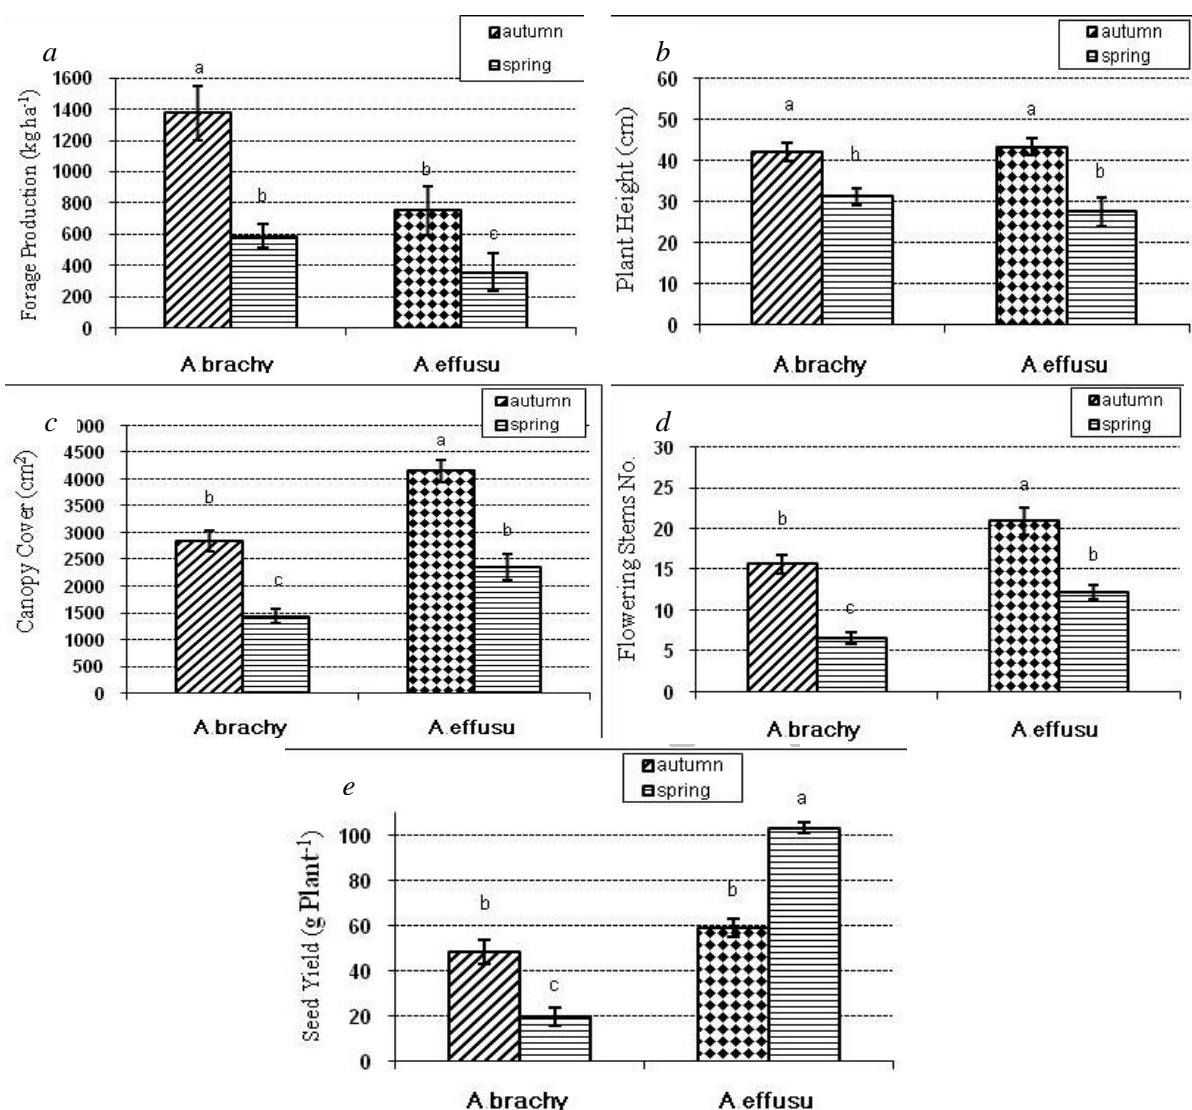 a
autumn
spring
Forage Production (kg ha-1)
1600
1400
1200
1000
800
600
400
200
0
a
b
b
c
A.brachy
A.effusu
b
autumn
spring
Plant Height (cm)
60
50
40
30
20
10
0
a
b
a
b
A.brachy
A.effusu
c
autumn
spring
Canopy Cover (cm2)
000
4500
4000
3500
3000
2500
2000
1500
1000
500
0
b
c
a
b
A.brachy
A.effusu
d
autumn
spring
Flowering Stems No.
30
25
20
15
10
5
0
b
c
a
b
A.brachy
A.effusu
e
autumn
spring
Seed Yield (g Plant-1)
100
80
60
40
20
0
b
c
b
a
A.brachy
A.effusu